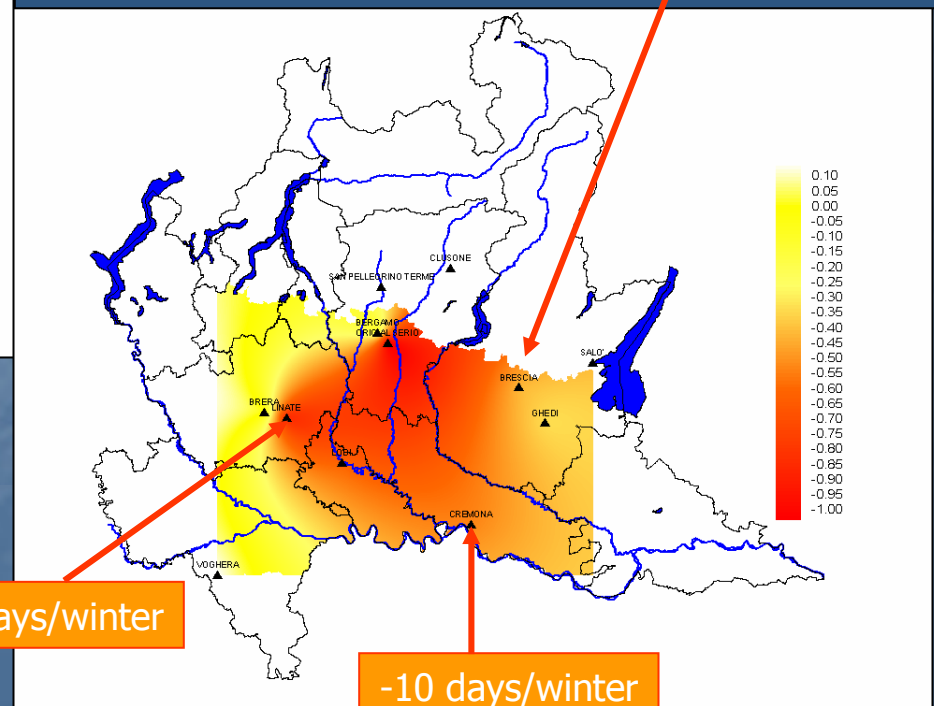 0.10
0.05
0.00
-0.05
-0.10
-0.15
-0.20
-0.25
-0.30
-0.35
-0.40
-0.45
-0.50
-0.55
-0.60
-0.65
-0.70
-0.75
-0.80
-0.85
-0.90
-0.95
-1.00
CLUSONE
SAN PELLEGRINO TERME
BERGAMO
ORIO AL SERIO
SALO'
BRESCIA
BRERA
LINATE
GHEDI
LODI
CREMONA
VOGHERA
days/winter
-10 days/winter